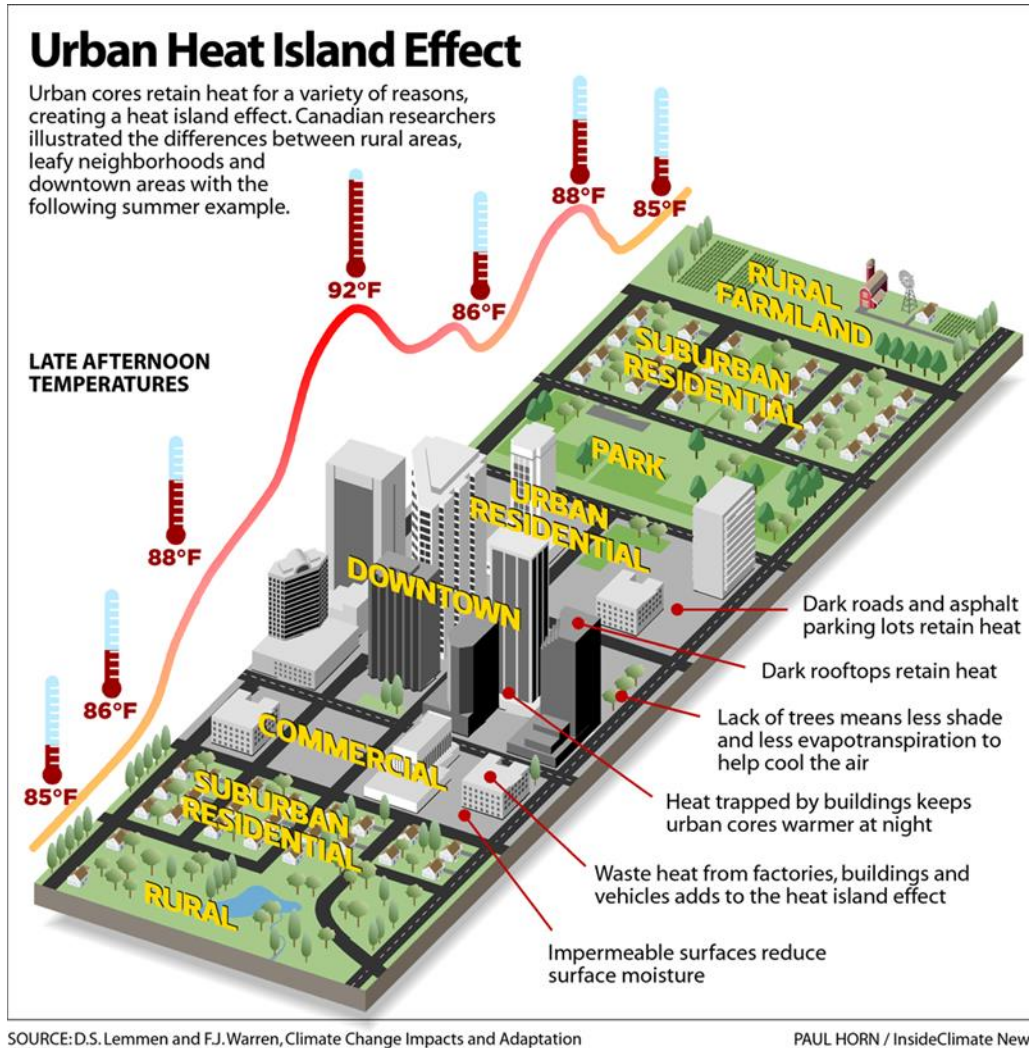 Urban Heat Island Effect
Urban cores retain heat for a variety of reasons,
creating a heat island effect. Canadian researchers
illustrated the differences between rural areas,
leafy neighborhoods and
downtown areas with the
following summer example.
88°F
85°F
92°F
86°F
LATE AFTERNOON
TEMPERATURES
88°F
86°F
85°F
RURAL
FARMLAND
SUBURBAN
RESIDENTIAL
PARK
URBAN
RESIDENTIAL
DOWNTOWN
COMMERCIAL
SUBURBAN
RESIDENTIAL
RURAL
Dark roads and asphalt
parking lots retain heat
Dark rooftops retain heat
Lack of trees means less shade
and less evapotranspiration to
help cool the air
Heat trapped by buildings keeps
urban cores warmer at night
Waste heat from factories, buildings and
vehicles adds to the heat island effect
Impermeable surfaces reduce
surface moisture
SOURCE: D.S. Lemmen and F.J. Warren, Climate Change Impacts and Adaptation
PAUL HORN / InsideClimate New